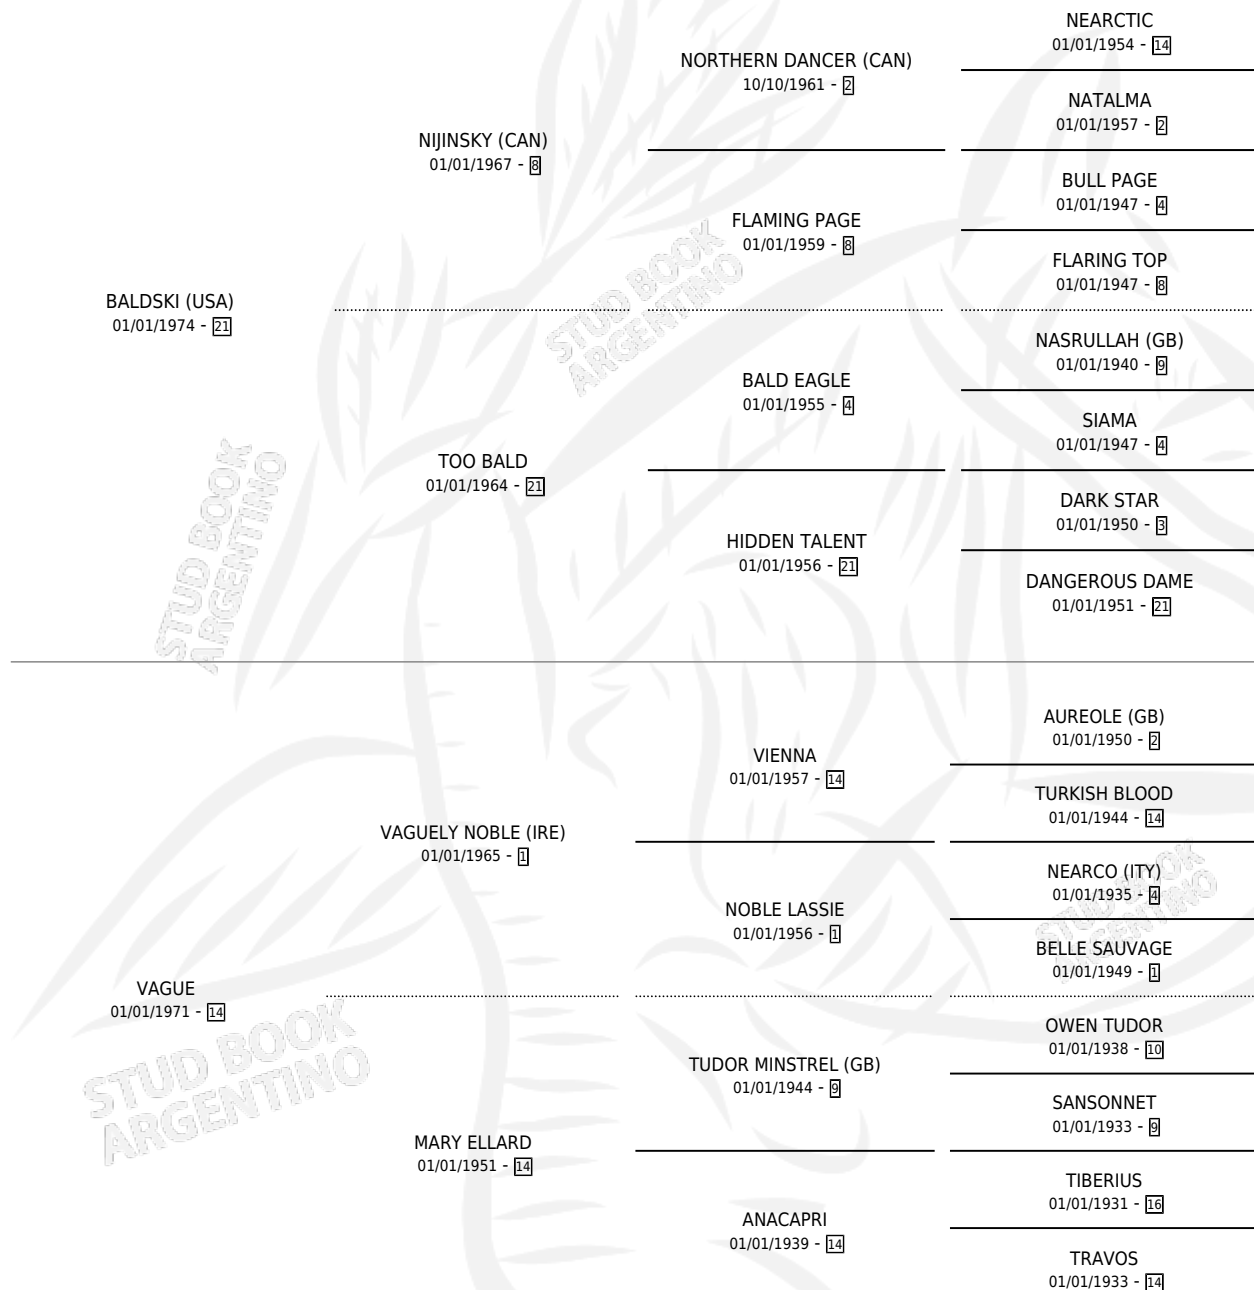 NEARCTIC
01/01/1954 - 14
NORTHERN DANCER (CAN)
10/10/1961 - 2
NATALMA
01/01/1957 - 2
NIJINSKY (CAN)
01/01/1967 - 8
BULL PAGE
01/01/1947 - 4
FLAMING PAGE
01/01/1959 - 8
FLARING TOP
01/01/1947 - 8
BALDSKI (USA)
01/01/1974 - 21
STUD BOOK
ARGENTINO
NASRULLAH (GB)
01/01/1940 - 9
BALD EAGLE
01/01/1955 - 4
SIAMA
01/01/1947 - 4
TOO BALD
01/01/1964 - 21
DARK STAR
01/01/1950 - 3
HIDDEN TALENT
01/01/1956 - 21
DANGEROUS DAME
01/01/1951 - 21
STUD BOOK
ARGENTINO
AUREOLE (GB)
01/01/1950 - 2
VIENNA
01/01/1957 - 14
TURKISH BLOOD
01/01/1944 - 14
VAGUELY NOBLE (IRE)
01/01/1965 - 1
NEARCO (ITY)
01/01/1935 - 4
NOBLE LASSIE
01/01/1956 - 1
STUD BOOK
ARGENTINO
BELLE SAUVAGE
01/01/1949 - 1
VAGUE
01/01/1971 - 14
OWEN TUDOR
01/01/1938 - 10
TUDOR MINSTREL (GB)
01/01/1944 - 9
STUD BOOK
ARGENTINO
SANSONNET
01/01/1933 - 9
MARY ELLARD
01/01/1951 - 14
TIBERIUS
01/01/1931 - 16
ANACAPRI
01/01/1939 - 14
TRAVOS
01/01/1933 - 14